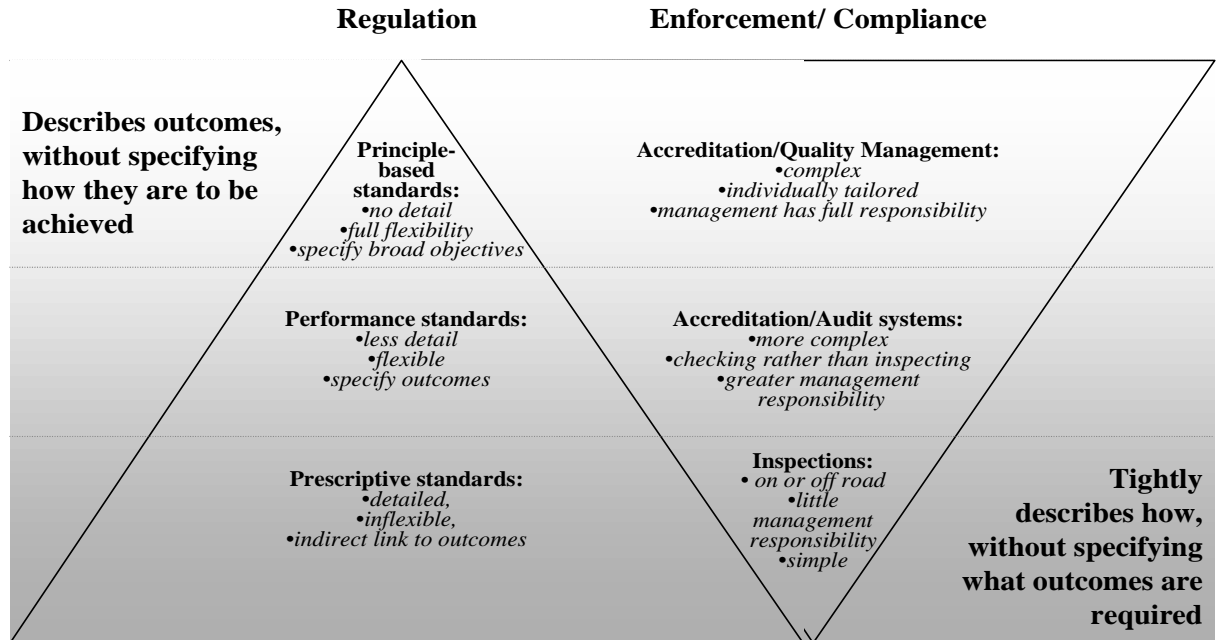 Regulation
Enforcement/ Compliance
Describes outcomes,
without specifying
how they are to be
achieved
Principle-
based
standards:
•no detail
•full flexibility
•specify broad objectives
Accreditation/Quality Management:
•complex
•individually tailored
•management has full responsibility
Performance standards:
•less detail
•flexible
•specify outcomes
Accreditation/Audit systems:
•more complex
•checking rather than inspecting
•greater management
responsibility
Prescriptive standards:
•detailed,
•inflexible,
•indirect link to outcomes
Inspections:
• on or off road
•little
management
responsibility
•simple
Tightly
describes how,
without specifying
what outcomes are
required